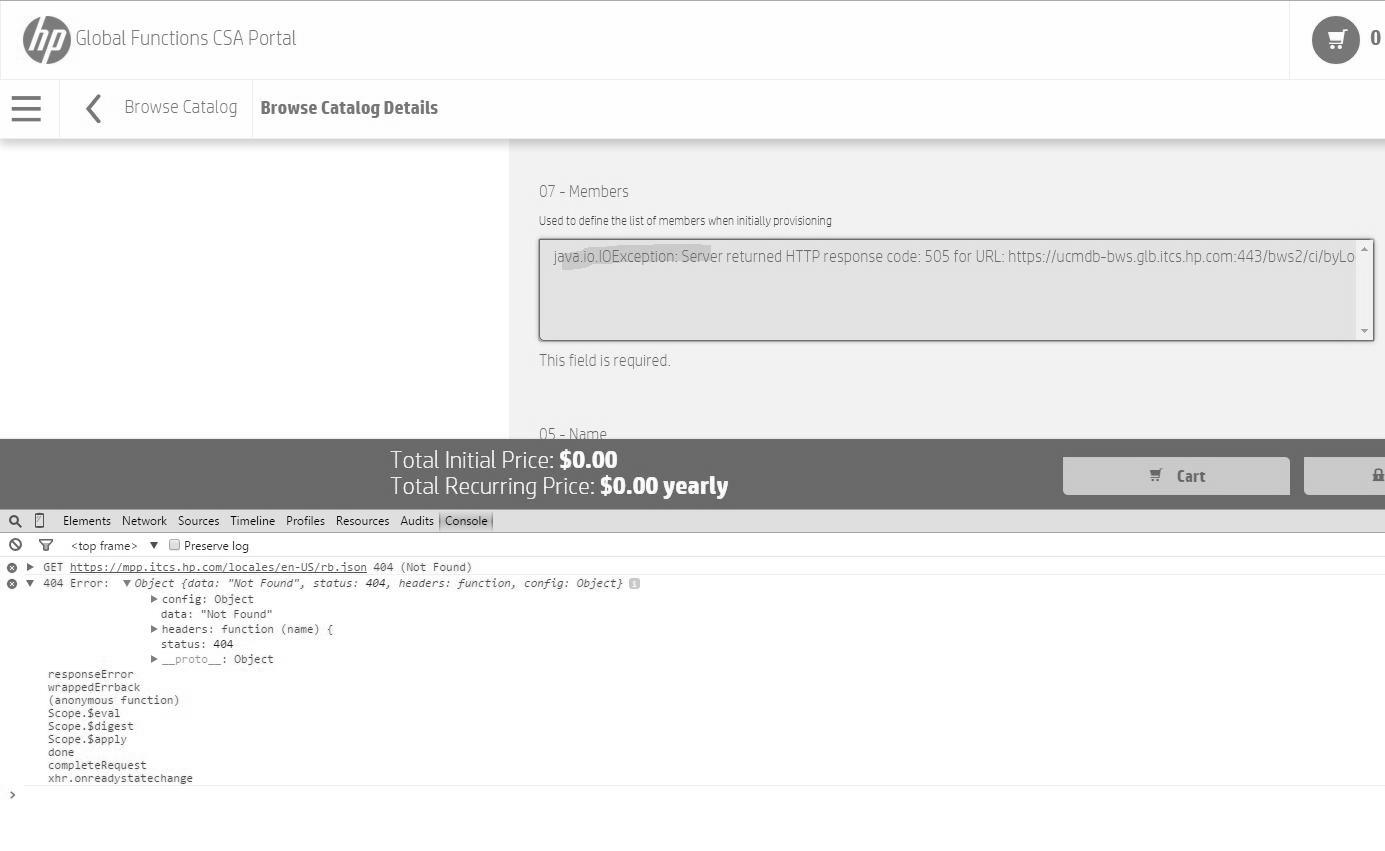 hp Global Functions CSA Portal
0
Browse Catalog Browse Catalog Details
07 - Members
Used to define the list of members when initially provisioning
java.io.IOException: Server returned HTTP response code: 505 for URL: https://ucmdb-bws.glb.itcs.hp.com:443/bws2/ci/byLo
This field is required.
05 - Name
Total Initial Price: $0.00
Total Recurring Price: $0.00 yearly
Cart
Elements Network Sources Timeline Profiles Resources Audits Console
<top frame> ▼ Preserve log
GET https://mpp.itcs.hp.com/locales/en-US/rb.json 404 (Not Found)
404 Error: Object {data: "Not Found", status: 404, headers: function, config: Object}
config: Object
data: "Not Found"
headers: function (name) {
status: 404
__proto__: Object
responseError
wrappedErrback
(anonymous function)
Scope.$eval
Scope.$digest
Scope.$apply
done
completeRequest
xhr.onreadystatechange
>